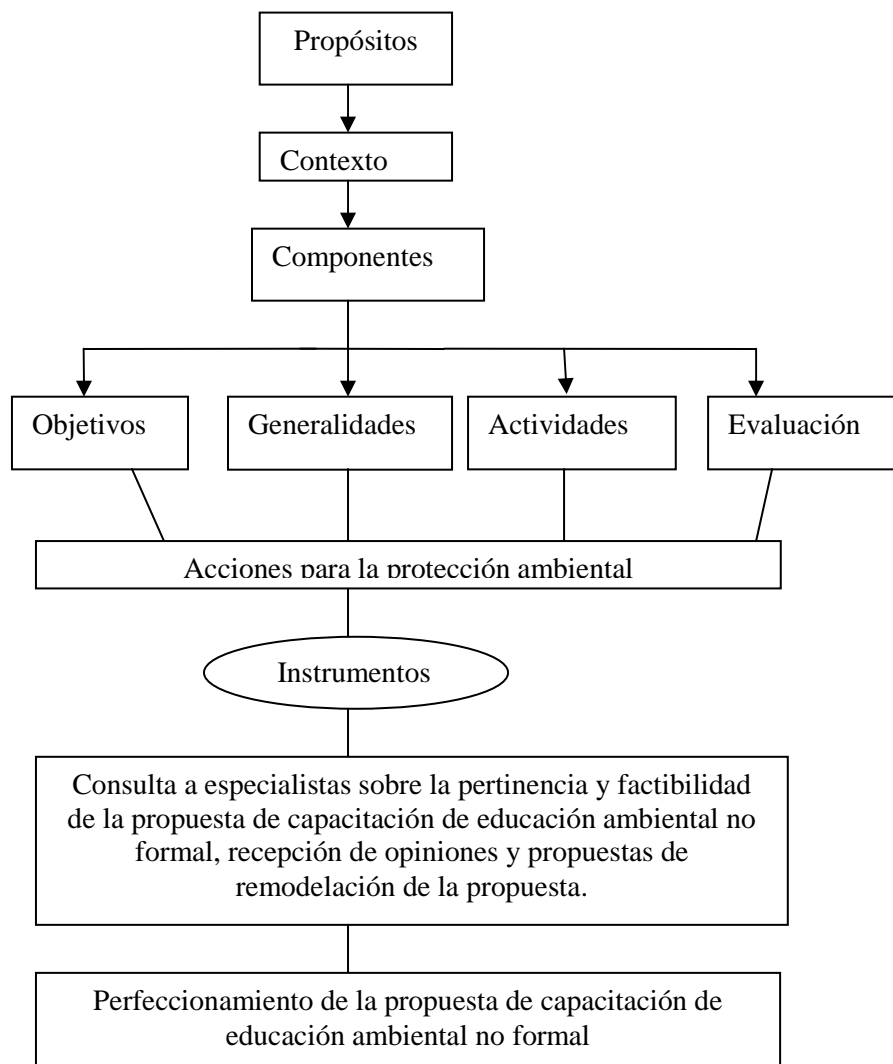 Propósitos
Contexto
Componentes
Objetivos
Generalidades
Actividades
Evaluación
Acciones para la protección ambiental
Instrumentos
Consulta a especialistas sobre la pertinencia y factibilidad
de la propuesta de capacitación de educación ambiental no
formal, recepción de opiniones y propuestas de
remodelación de la propuesta.
Perfeccionamiento de la propuesta de capacitación de
educación ambiental no formal